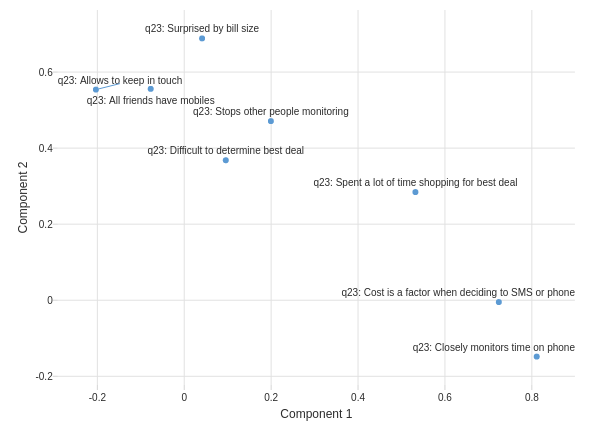 q23: Surprised by bill size
0.6
q23: Allows to keep in touch
q23: All friends have mobiles
q23: Stops other people monitoring
0.4
q23: Difficult to determine best deal
q23: Spent a lot of time shopping for best deal
Component 2
0.2
q23: Cost is a factor when deciding to SMS or phone
0
q23: Closely monitors time on phone
-0.2
-0.2
0
0.2
0.4
0.6
0.8
Component 1